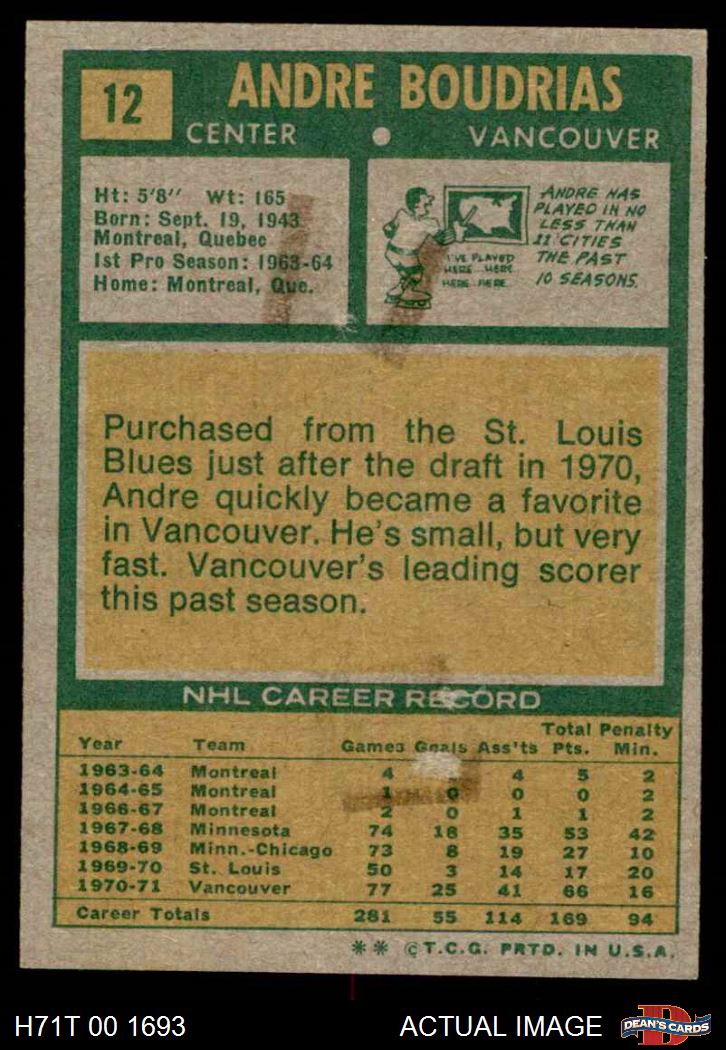 12
ANDRE BOUDRIAS
CENTER • VANCOUVER
Ht: 5'8" Wt: 165
Born: Sept. 19, 1943
Montreal, Quebec
1st Pro Season: 1963-64
Home: Montreal, Que.
I'VE PLAYED
HERE HERE
HERE HERE
ANDRE HAS
PLAYED IN NO
LESS THAN
11 CITIES
THE PAST
10 SEASONS.
Purchased from the St. Louis
Blues just after the draft in 1970,
Andre quickly became a favorite
in Vancouver. He's small, but very
fast. Vancouver's leading scorer
this past season.
NHL CAREER RECORD
Year Team Games Goals Ass'ts Total Pts. Penalty Min.
1963-64 Montreal 4 4 5 2
1964-65 Montreal 1 0 0 0 2
1966-67 Montreal 2 0 1 1 2
1967-68 Minnesota 74 18 35 53 42
1968-69 Minn.-Chicago 73 8 19 27 10
1969-70 St. Louis 50 3 14 17 20
1970-71 Vancouver 77 25 41 66 16
Career Totals 281 55 114 169 94
** © T.C.G. PRTD. IN U.S.A.
H71T 00 1693 ACTUAL IMAGE DEAN'S CARDS